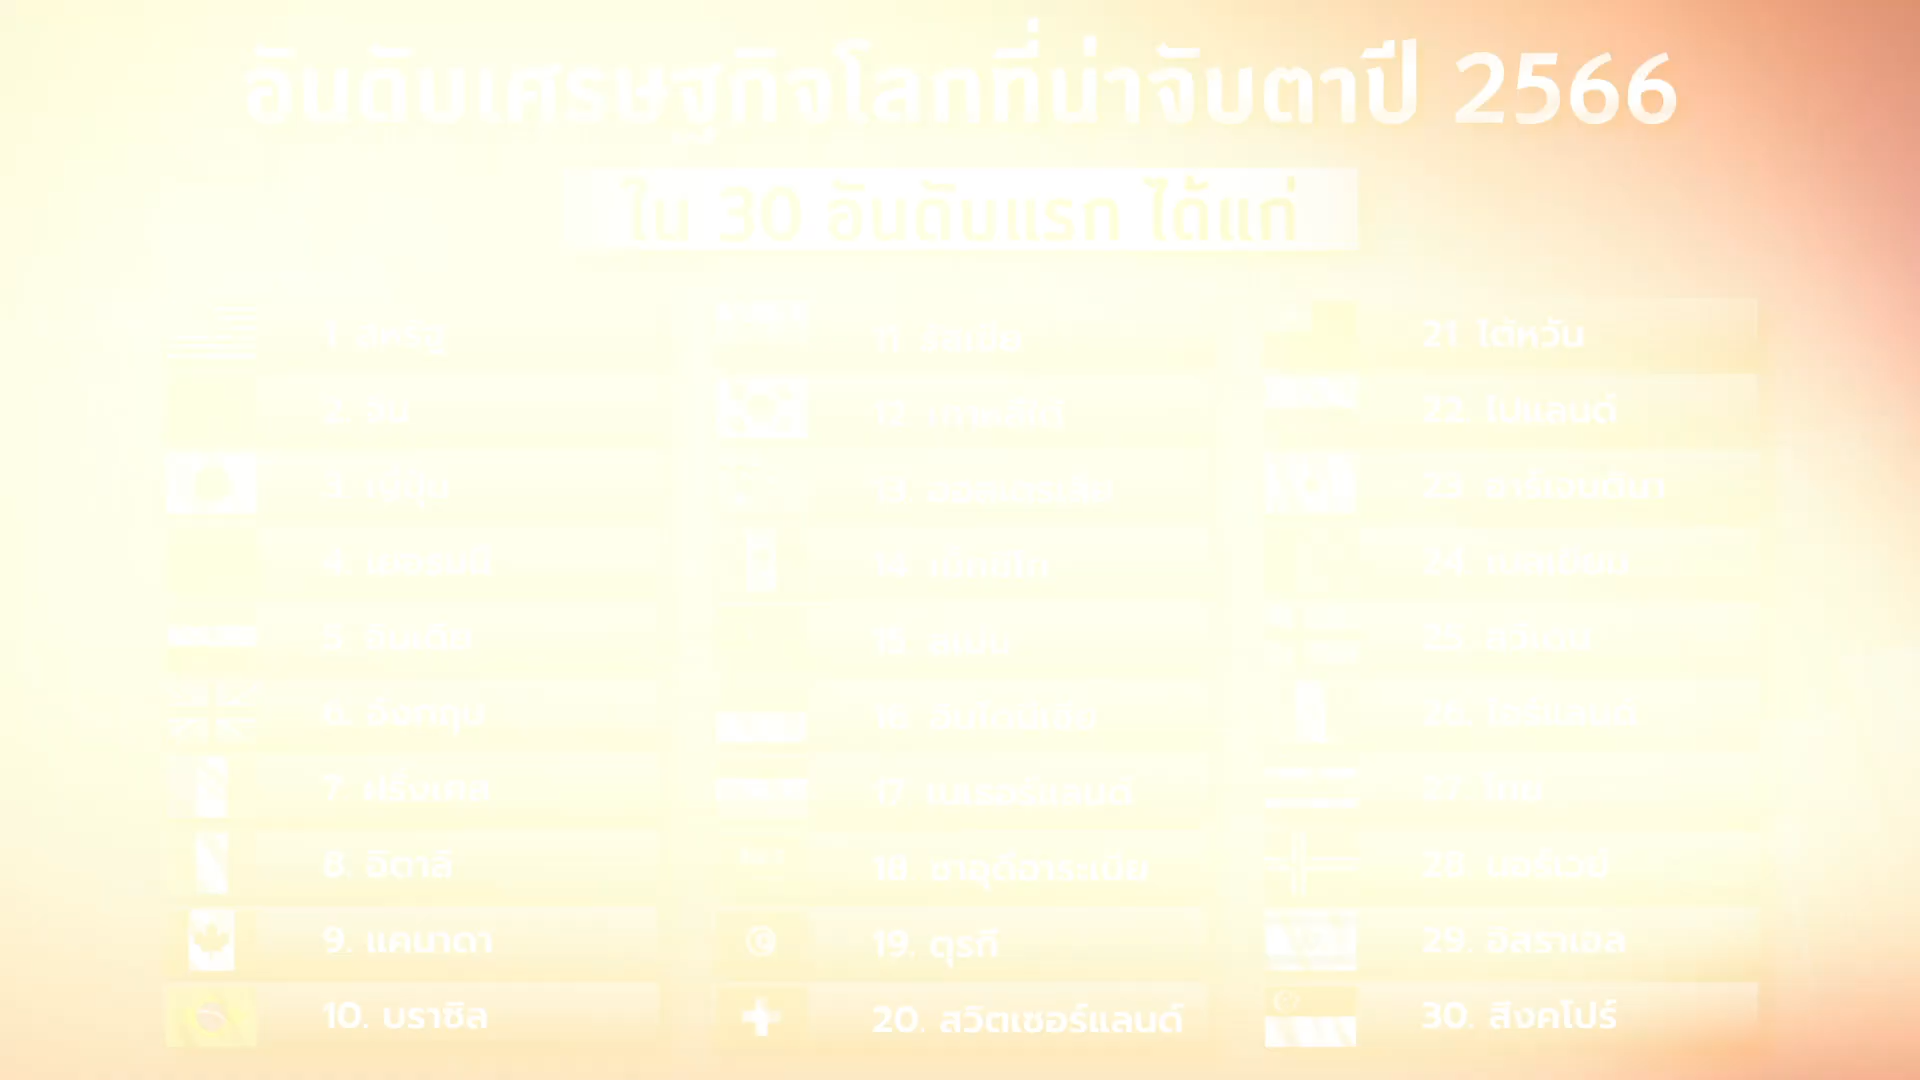 อันดับเศรษฐกิจโลกที่น่าจับตาปี 2566
ใน 30 อันดับแรก ได้แก่
1. สหรัฐ
2. จีน
3. ญี่ปุ่น
4. เยอรมนี
5. อินเดีย
6. อังกฤษ
7. ฝรั่งเศส
8. อิตาลี
9. แคนาดา
10. บราซิล
11. รัสเซีย
12. เกาหลีใต้
13. ออสเตรเลีย
14. เม็กซิโก
15. สเปน
16. อินโดนีเซีย
17. เนเธอร์แลนด์
18. ซาอุดีอาระเบีย
19. ตุรกี
20. สวิตเซอร์แลนด์
21. ไต้หวัน
22. โปแลนด์
23. อาร์เจนตินา
24. เบลเยียม
25. สวีเดน
26. ไอร์แลนด์
27. ไทย
28. นอร์เวย์
29. อิสราเอล
30. สิงคโปร์